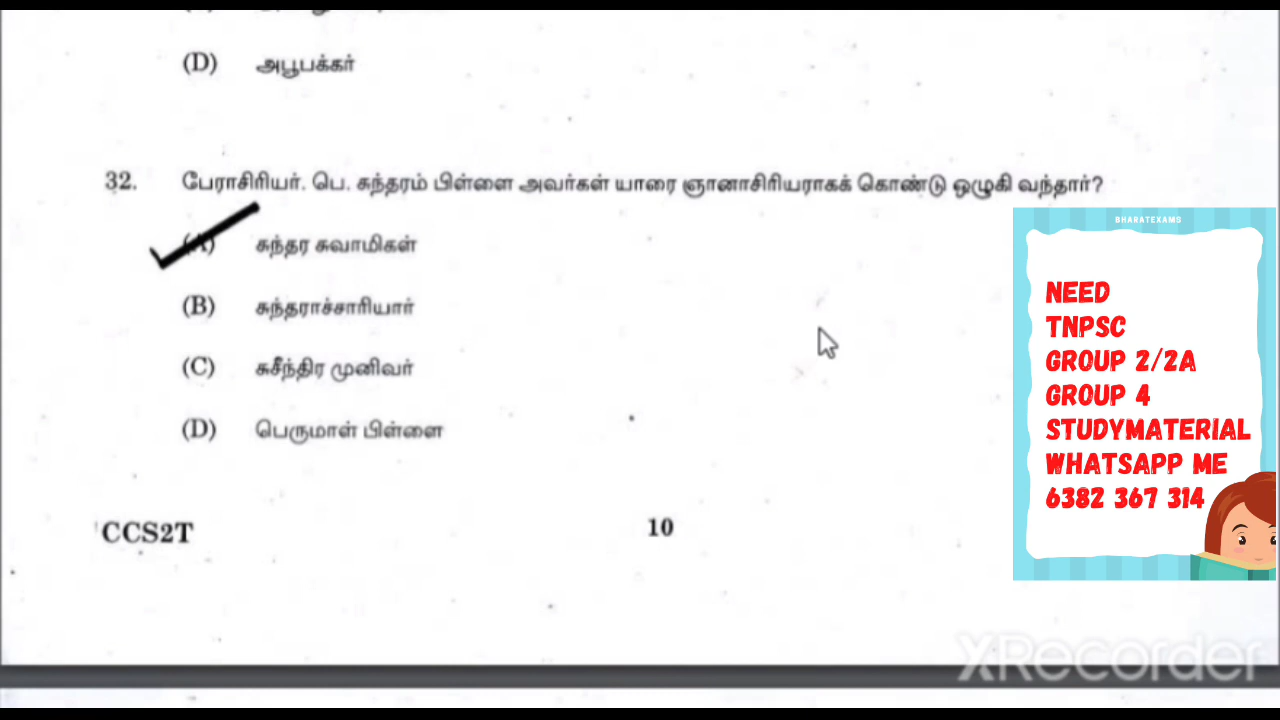 (D) அபூபக்கர்
32. பேராசிரியர். பெ. சுந்தரம் பிள்ளை அவர்கள் யாரை ஞானாசிரியராகக் கொண்டு ஒழுகி வந்தார்?
(A) சுந்தர சுவாமிகள்
(B) சுந்தராச்சாரியார்
(C) சுசீந்திர முனிவர்
(D) பெருமாள் பிள்ளை
CCS2T
10
BHARATEXAMS
NEED
TNPSC
GROUP 2/2A
GROUP 4
STUDYMATERIAL
WHATSAPP ME
6382 367 314
XRecorder